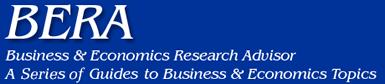 BERA
Business & Economics Research Advisor
A Series of Guides to Business & Economics Topics